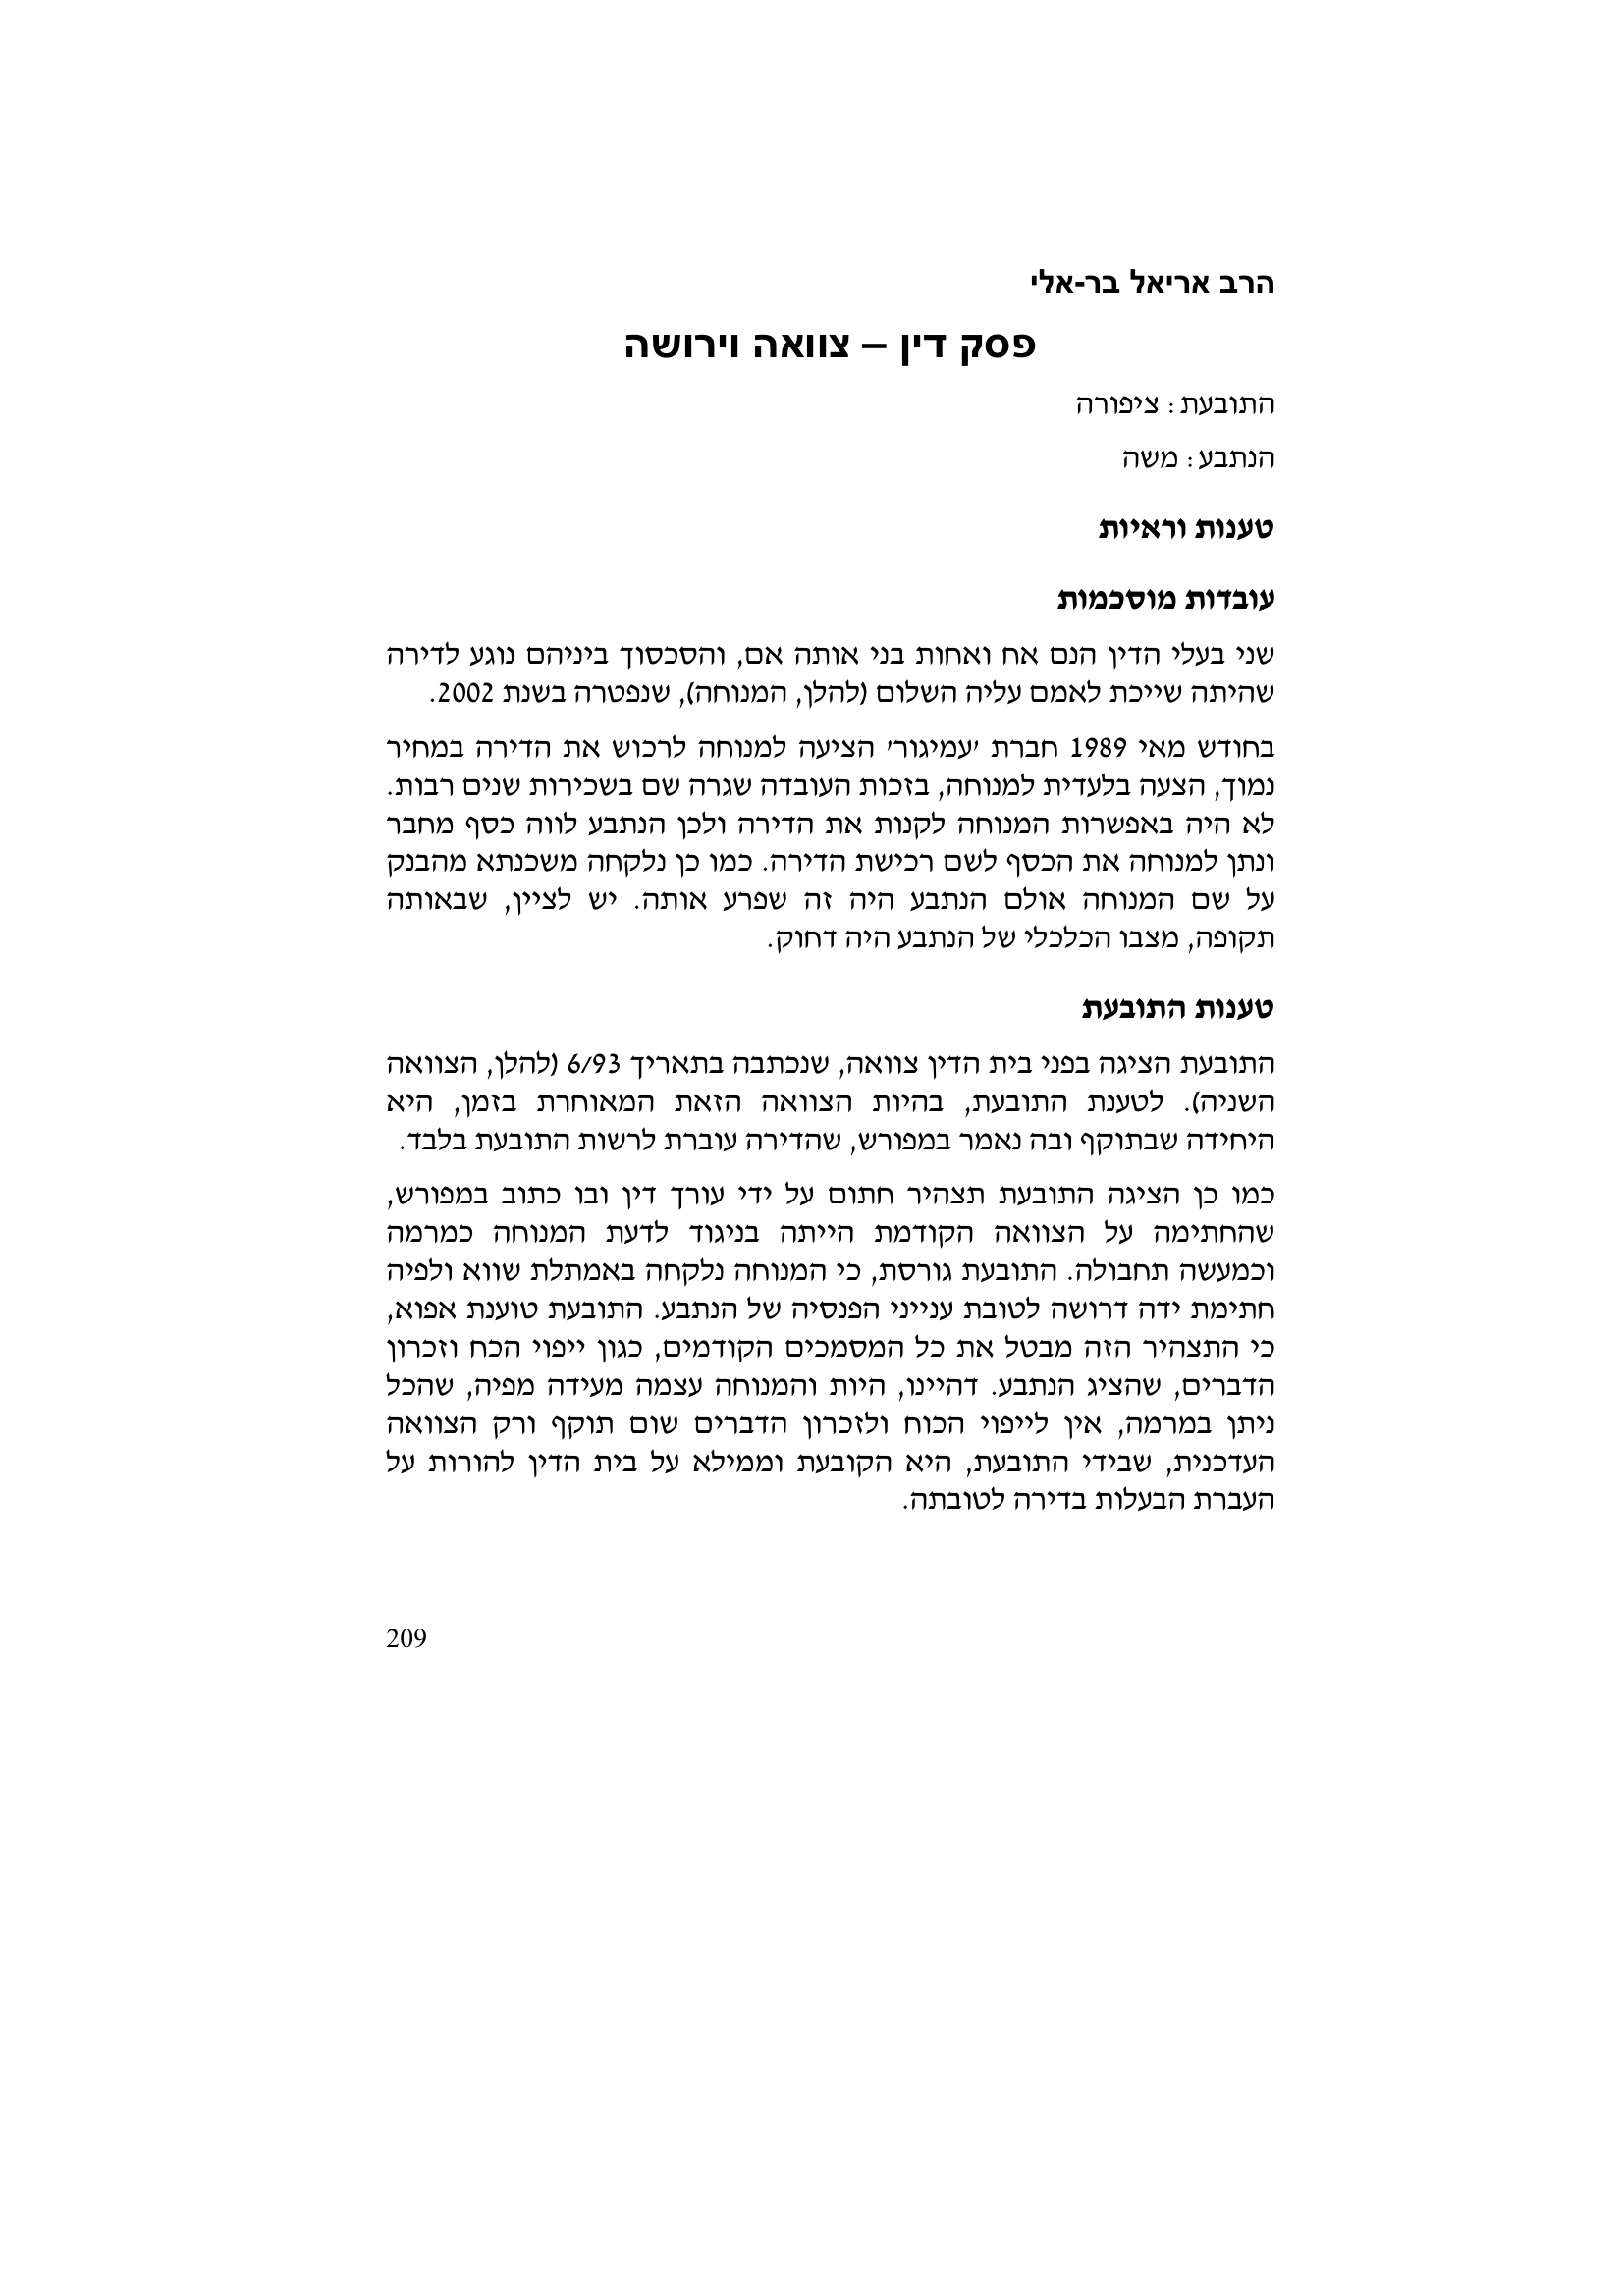 הרב אריאל בר-אלי
פסק דין – צוואה וירושה
התובעת: ציפורה
הנתבע: משה
טענות וראיות
עובדות מוסכמות
שני בעלי הדין הנם אח ואחות בני אותה אם, והסכסוך ביניהם נוגע לדירה
שהיתה שייכת לאמם עליה השלום (להלן, המנוחה), שנפטרה בשנת 2002.
בחודש מאי 1989 חברת 'עמיגור' הציעה למנוחה לרכוש את הדירה במחיר
נמוך, הצעה בלעדית למנוחה, בזכות העובדה שגרה שם בשכירות שנים רבות.
לא היה באפשרות המנוחה לקנות את הדירה ולכן הנתבע לווה כסף מחבר
ונתן למנוחה את הכסף לשם רכישת הדירה. כמו כן נלקחה משכנתא מהבנק
על שם המנוחה אולם הנתבע היה זה שפרע אותה. יש לציין, שבאותה
תקופה, מצבו הכלכלי של הנתבע היה דחוק.
טענות התובעת
התובעת הציגה בפני בית הדין צוואה, שנכתבה בתאריך 6/93 (להלן, הצוואה
השניה). לטענת התובעת, בהיות הצוואה הזאת המאוחרת בזמן, היא
היחידה שבתוקף ובה נאמר במפורש, שהדירה עוברת לרשות התובעת בלבד.
כמו כן הציגה התובעת תצהיר חתום על ידי עורך דין ובו כתוב במפורש,
שהחתימה על הצוואה הקודמת הייתה בניגוד לדעת המנוחה כמרמה
וכמעשה תחבולה. התובעת גורסת, כי המנוחה נלקחה באמתלת שווא ולפיה
חתימת ידה דרושה לטובת ענייני הפנסיה של הנתבע. התובעת טוענת אפוא,
כי התצהיר הזה מבטל את כל המסמכים הקודמים, כגון ייפוי הכח וזכרון
הדברים, שהציג הנתבע. דהיינו, היות והמנוחה עצמה מעידה מפיה, שהכל
ניתן במרמה, אין לייפוי הכוח ולזכרון הדברים שום תוקף ורק הצוואה
העדכנית, שבידי התובעת, היא הקובעת וממילא על בית הדין להורות על
העברת הבעלות בדירה לטובתה.
209